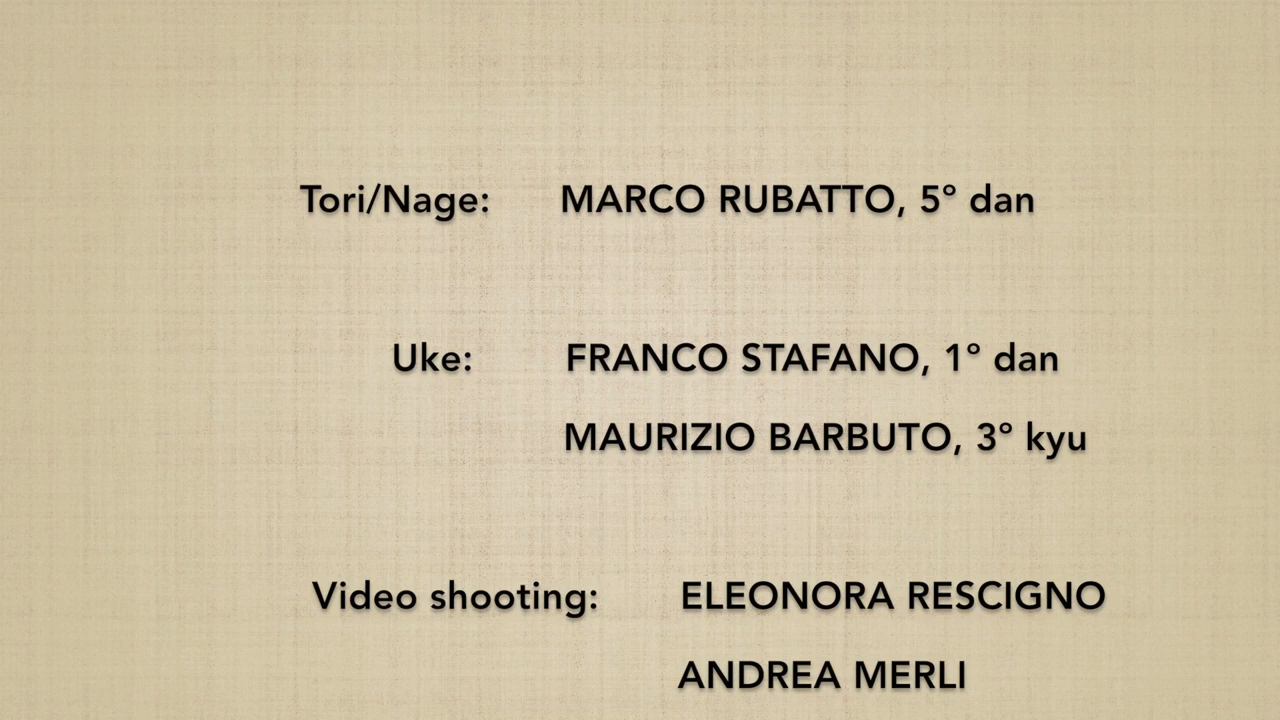 Tori/Nage: MARCO RUBATTO, 5° dan
Uke: FRANCO STAFANO, 1° dan
MAURIZIO BARBUTO, 3° kyu
Video shooting: ELEONORA RESCIGNO
ANDREA MERLI